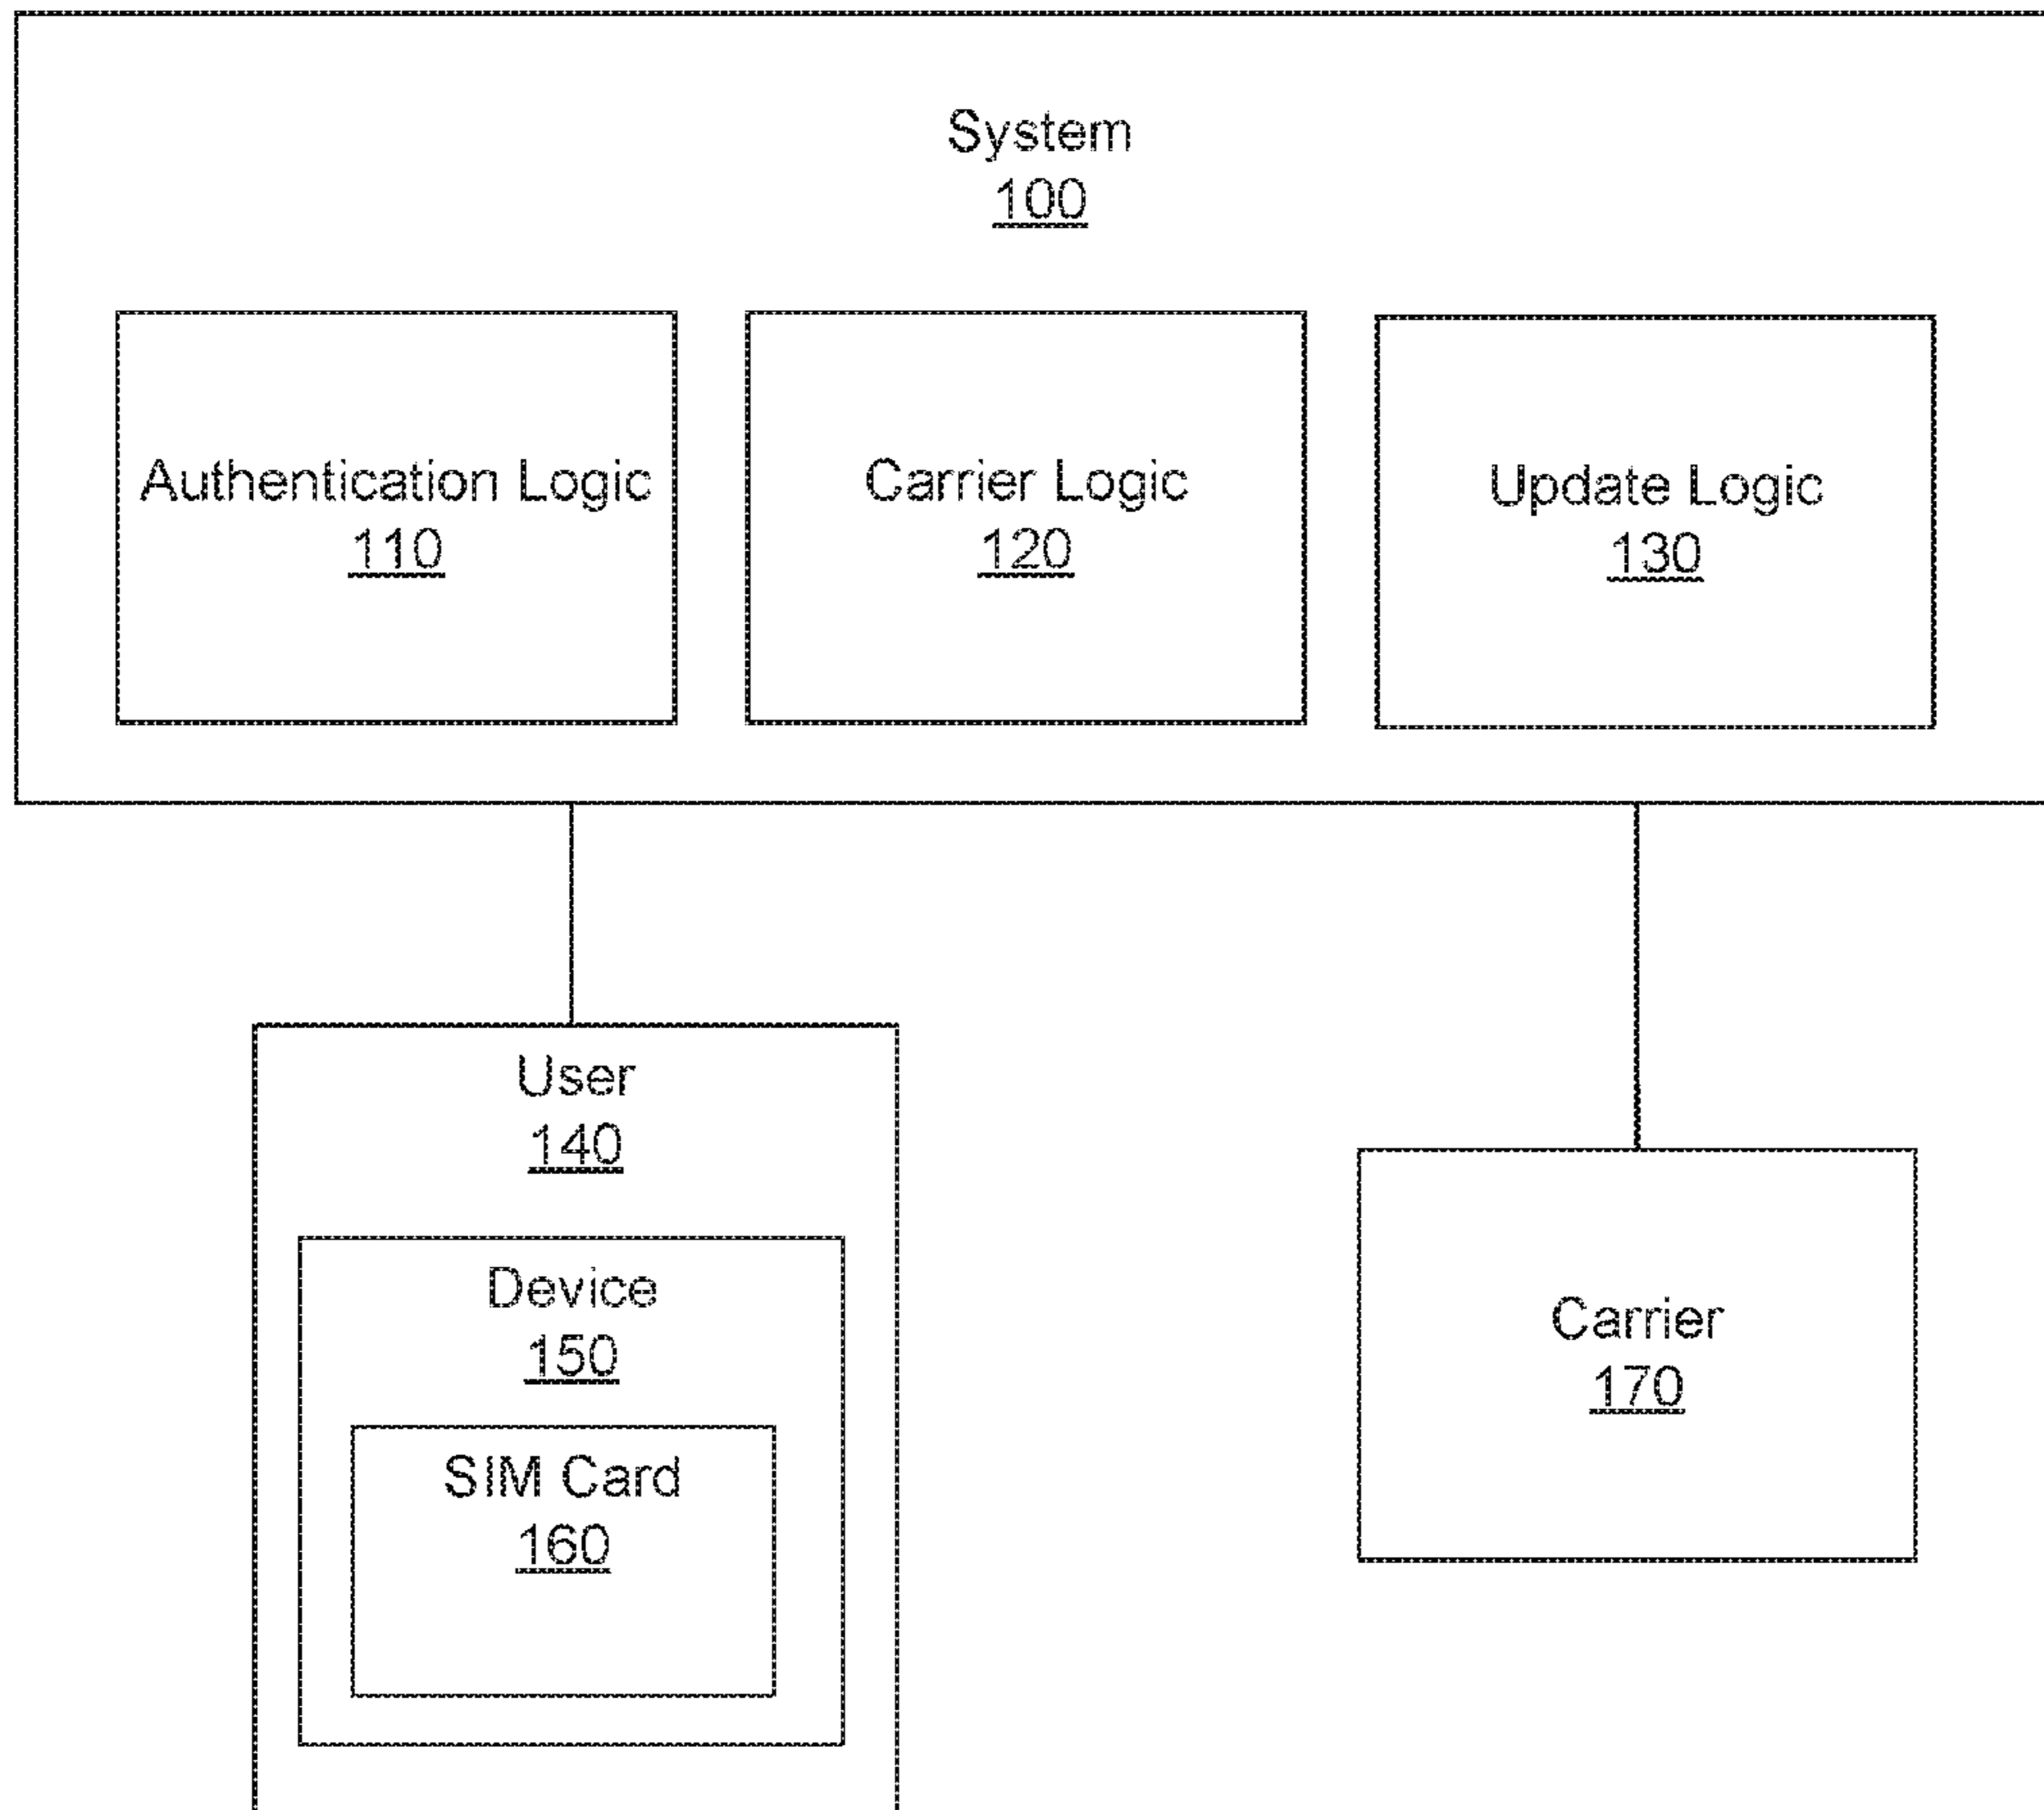 System
100
Authentication Logic
110
Carrier Logic
120
Update Logic
130
User
140
Device
150
SIM Card
160
Carrier
170